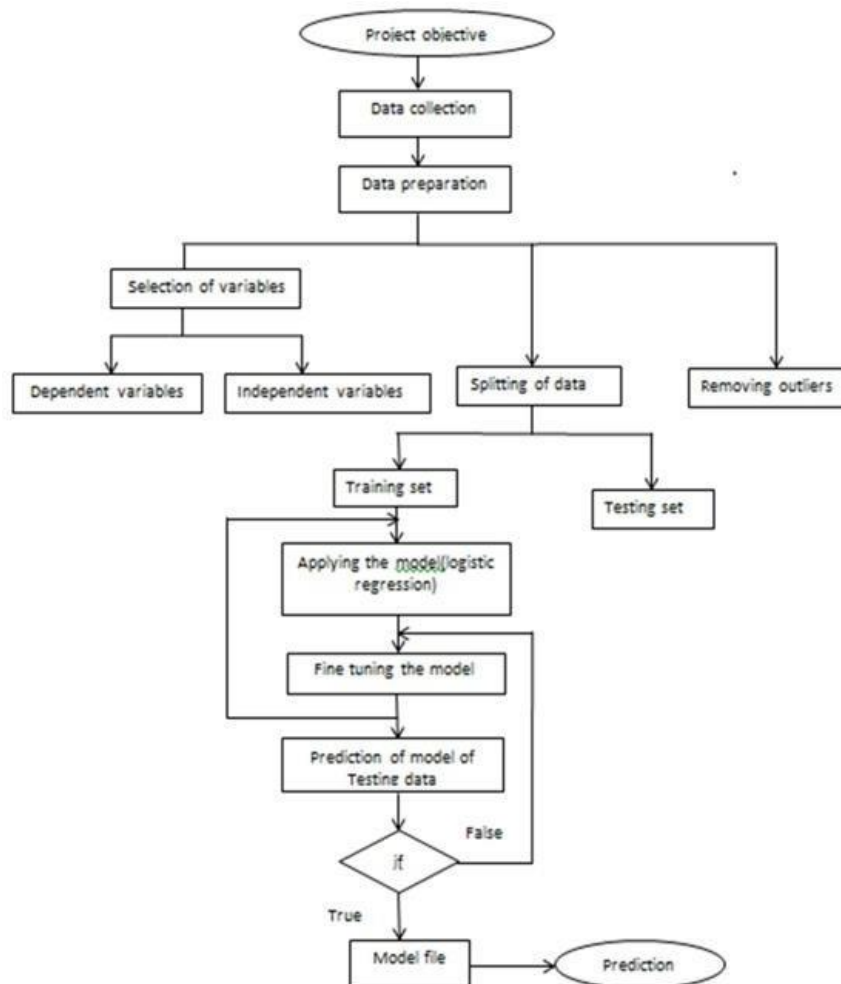 Project objective
Data collection
Data preparation
Selection of variables
Dependent variables
Independent variables
Splitting of data
Removing outliers
Training set
Testing set
Applying the model(logistic
regression)
Fine tuning the model
Prediction of model of
Testing data
False
if
True
Model file
Prediction